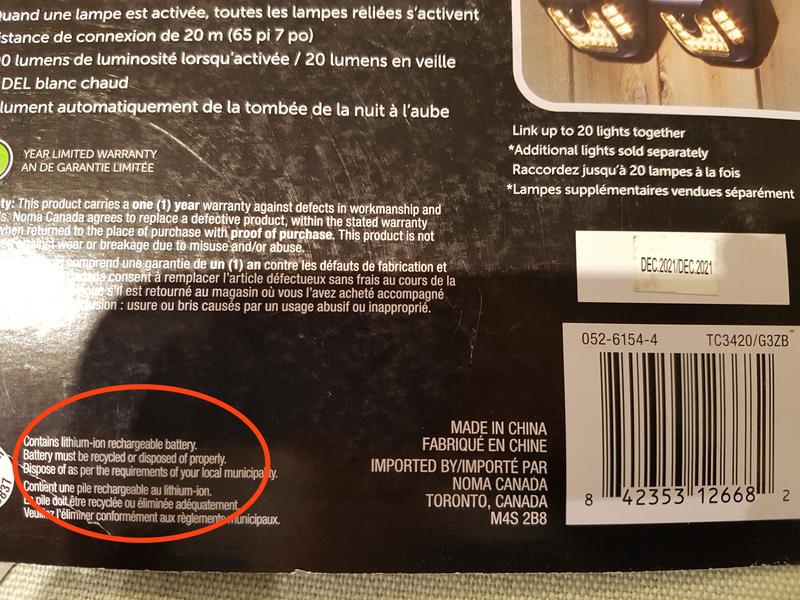 Quand une lampe est activée, toutes les lampes reliées s'activent
istance de connexion de 20 m (65 pi 7 po)
0 lumens de luminosité lorsqu'activée / 20 lumens en veille
DEL blanc chaud
lument automatiquement de la tombée de la nuit à l'aube
YEAR LIMITED WARRANTY
AN DE GARANTIE LIMITÉE
ty: This product carries a one (1) year warranty against defects in workmanship and
s. Noma Canada agrees to replace a defective product, within the stated warranty
when returned to the place of purchase with proof of purchase. This product is not
against wear or breakage due to misuse and/or abuse.
comprend une garantie de un (1) an contre les défauts de fabrication et
consent à remplacer l'article défectueux sans frais au cours de la
s'il est retourné au magasin où vous l'avez acheté accompagné
: usure ou bris causés par un usage abusif ou inapproprié.
Link up to 20 lights together
*Additional lights sold separately
Raccordez jusqu'à 20 lampes à la fois
*Lampes supplémentaires vendues séparément
DEC.2021/DEC.2021
052-6154-4 TC3420/G3ZB
8 42353 12668 2
Contains lithium-ion rechargeable battery.
Battery must be recycled or disposed of properly.
Dispose of as per the requirements of your local municipality.
Contient une pile rechargeable au lithium-ion.
La pile doit être recyclée ou éliminée adéquatement.
Veuillez l'éliminer conformément aux règlements municipaux.
MADE IN CHINA
FABRIQUÉ EN CHINE
IMPORTED BY/IMPORTÉ PAR
NOMA CANADA
TORONTO, CANADA
M4S 2B8